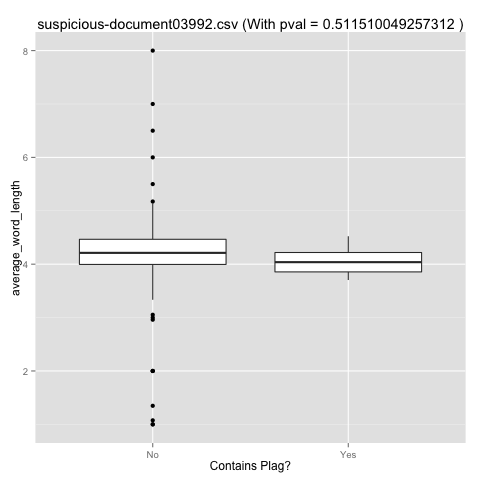 suspicious-document03992.csv (With pval = 0.511510049257312 )
8
6
4
2
average_word_length
No
Yes
Contains Plag?